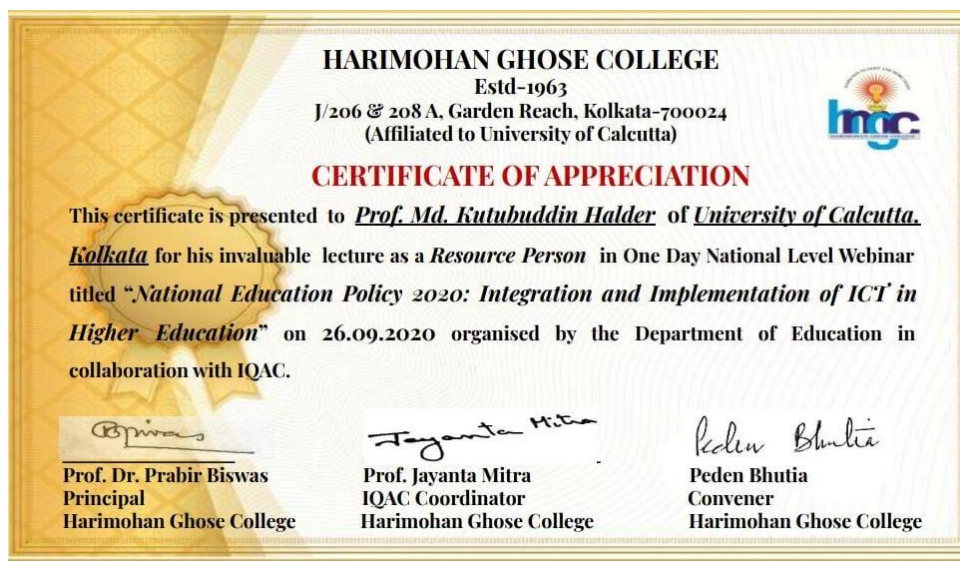 HARIMOHAN GHOSE COLLEGE
Estd-1963
J/206 & 208 A, Garden Reach, Kolkata-700024
(Affiliated to University of Calcutta)
hmgc
HARIMOHAN GHOSE COLLEGE
CERTIFICATE OF APPRECIATION
This certificate is presented to Prof. Md. Kutubuddin Halder of University of Calcutta,
Kolkata for his invaluable lecture as a Resource Person in One Day National Level Webinar
titled “National Education Policy 2020: Integration and Implementation of ICT in
Higher Education” on 26.09.2020 organised by the Department of Education in
collaboration with IQAC.
BBiswas Jayanta Mitra Peden Bhutia
Prof. Dr. Prabir Biswas Prof. Jayanta Mitra Peden Bhutia
Principal IQAC Coordinator Convener
Harimohan Ghose College Harimohan Ghose College Harimohan Ghose College